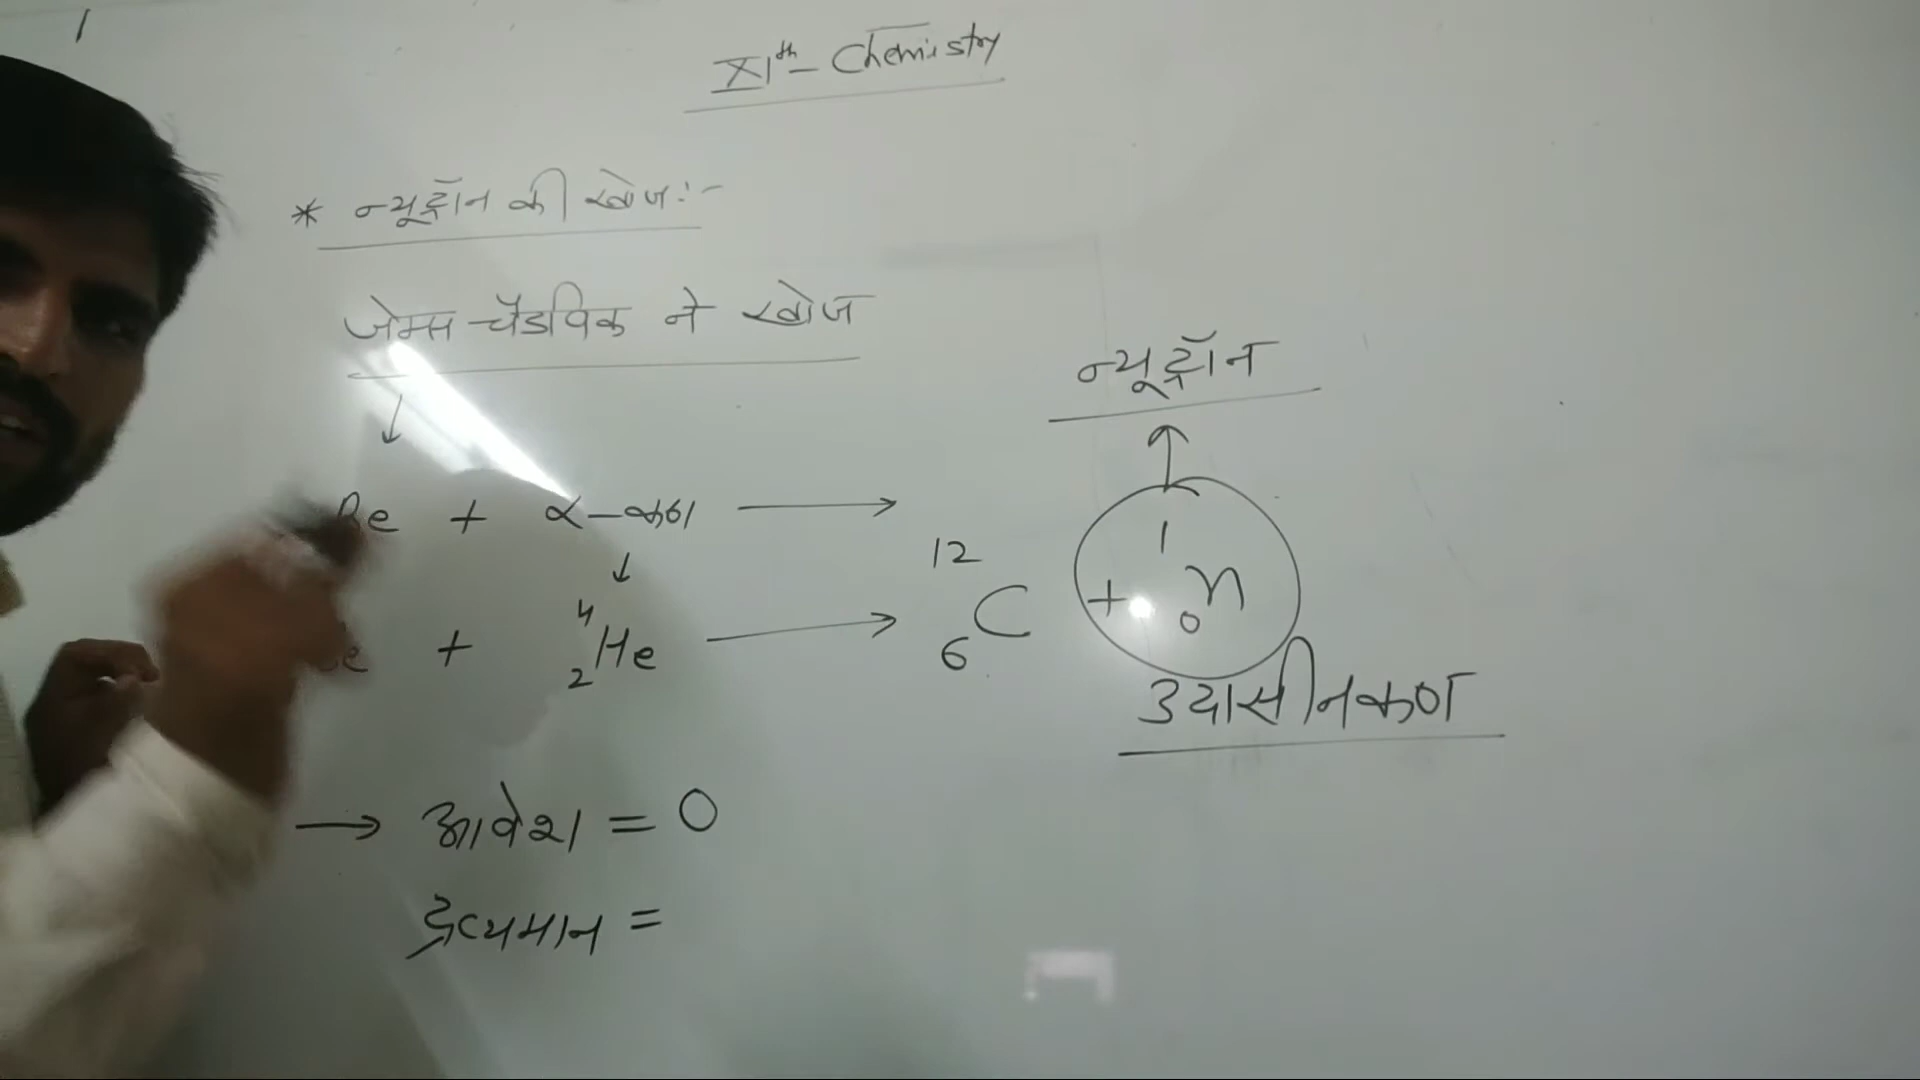 XIth - Chemistry
* न्यूट्रॉन की खोज :-
जेम्स चैडविक ने खोज
न्यूट्रॉन
↓
Be + α-कण →
↓
+ ⁴₂He → ¹²₆C + ¹₀n
उदासीन कण
→ आवेश = 0
द्रव्यमान =